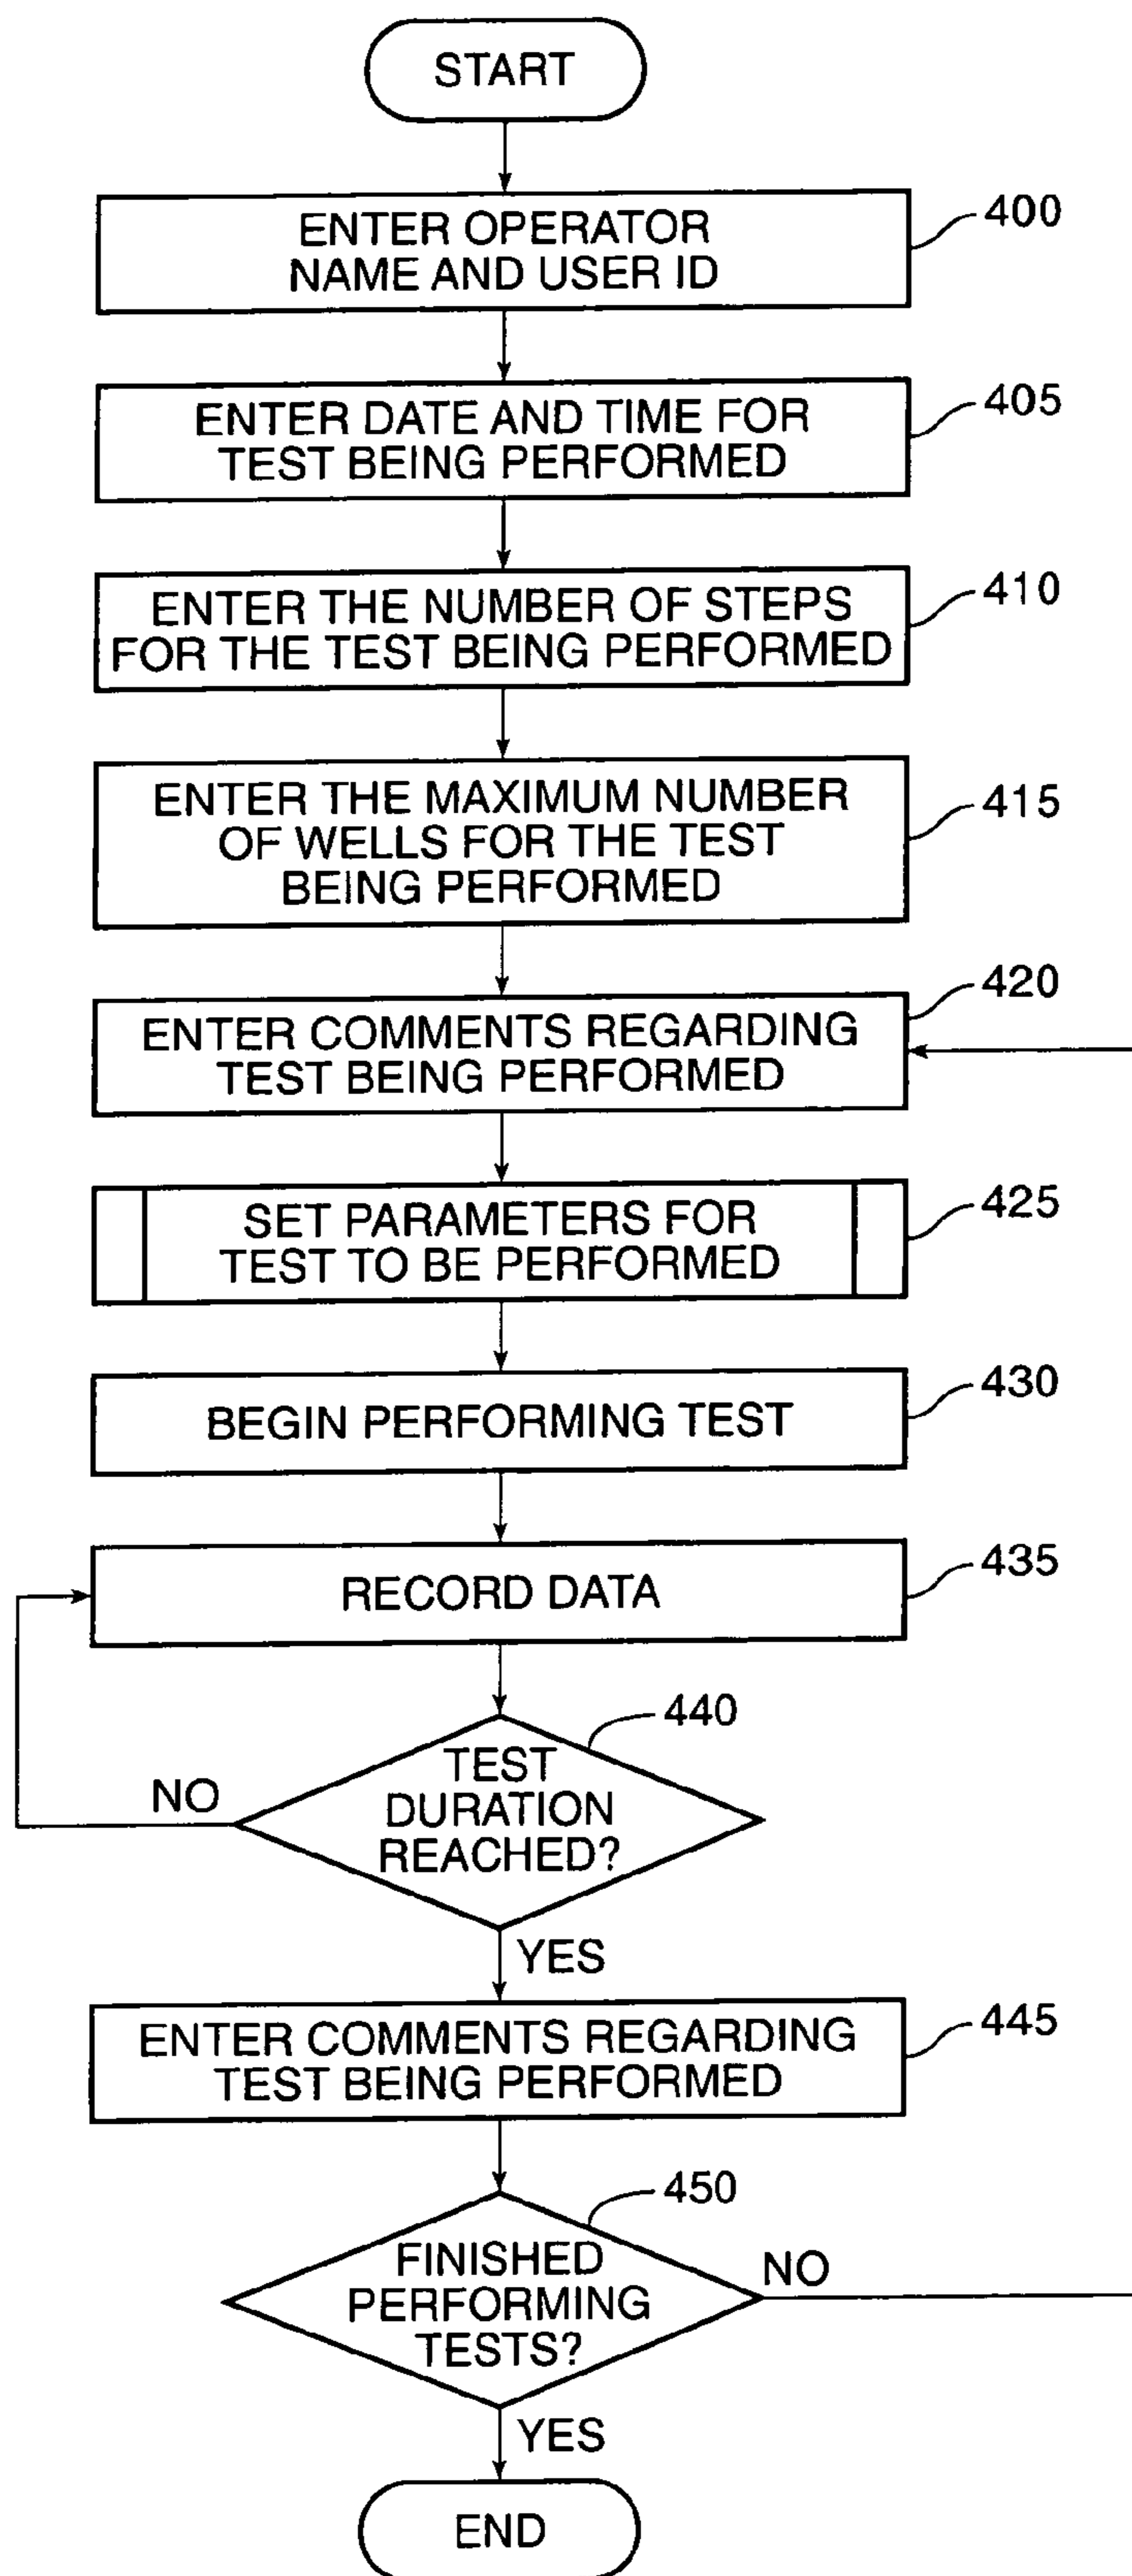 START
ENTER OPERATOR
NAME AND USER ID
400
ENTER DATE AND TIME FOR
TEST BEING PERFORMED
405
ENTER THE NUMBER OF STEPS
FOR THE TEST BEING PERFORMED
410
ENTER THE MAXIMUM NUMBER
OF WELLS FOR THE TEST
BEING PERFORMED
415
ENTER COMMENTS REGARDING
TEST BEING PERFORMED
420
SET PARAMETERS FOR
TEST TO BE PERFORMED
425
BEGIN PERFORMING TEST
430
RECORD DATA
435
TEST
DURATION
REACHED?
440
NO
YES
ENTER COMMENTS REGARDING
TEST BEING PERFORMED
445
FINISHED
PERFORMING
TESTS?
450
NO
YES
END